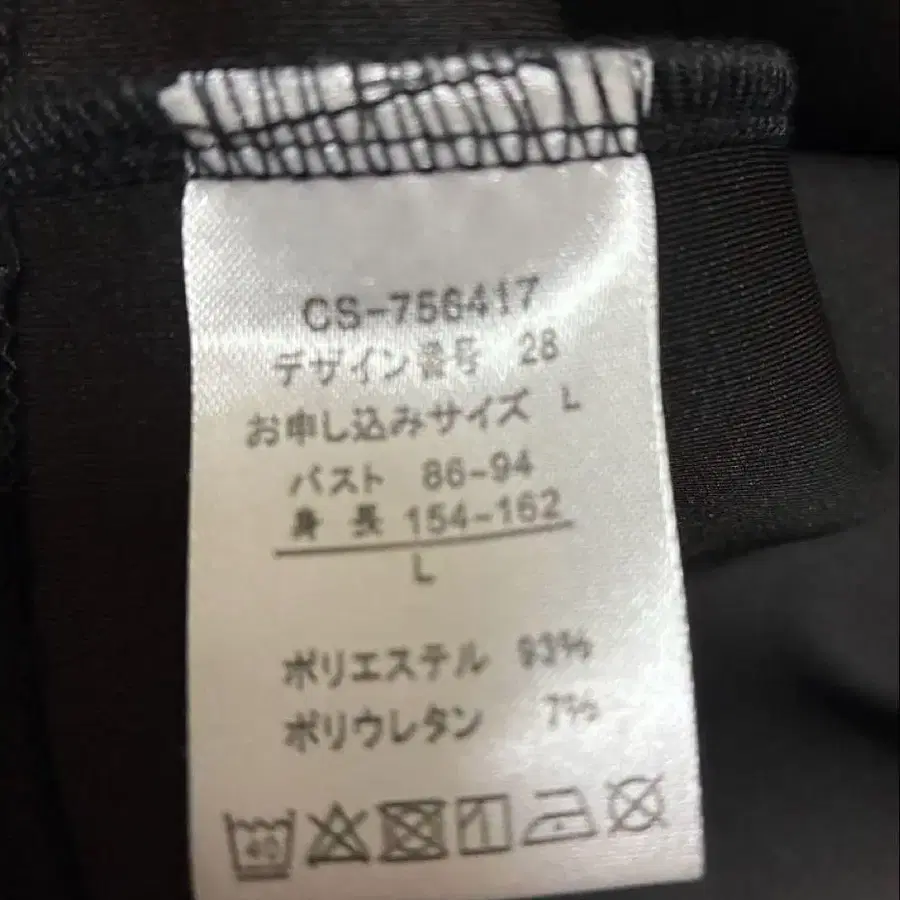 CS-756417
デザイン番号 28
お申し込みサイズ L
バスト 86-94
身長 154-162
L
ポリエステル 93%
ポリウレタン 7%
40